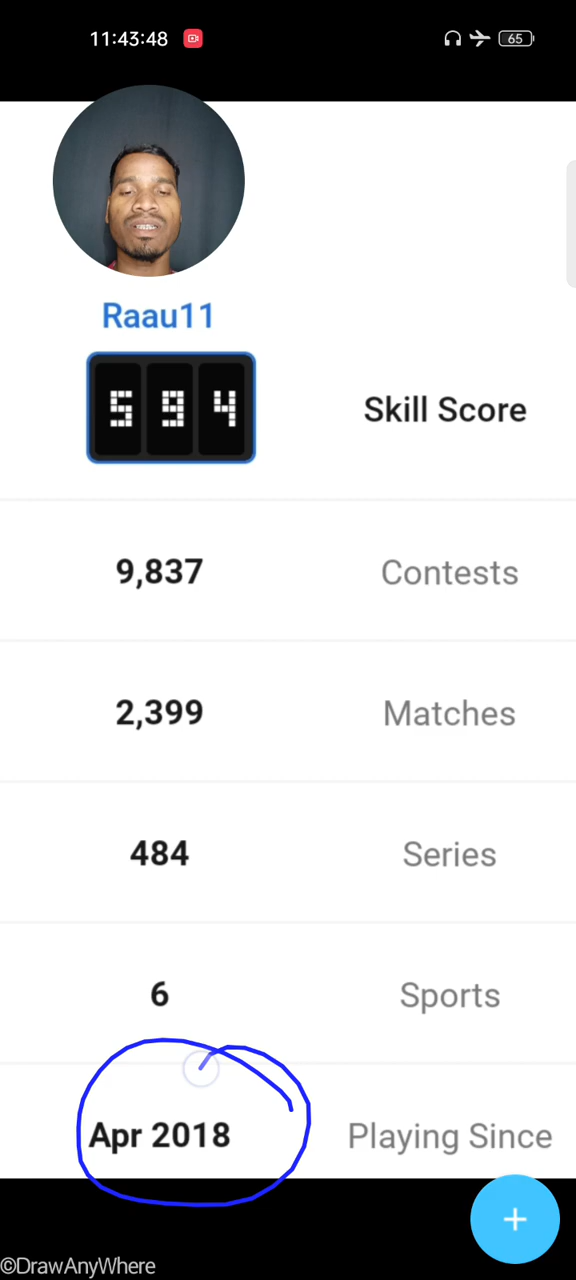 11:43:48
65
Raau11
594 Skill Score
9,837 Contests
2,399 Matches
484 Series
6 Sports
Apr 2018 Playing Since
+
©DrawAnyWhere